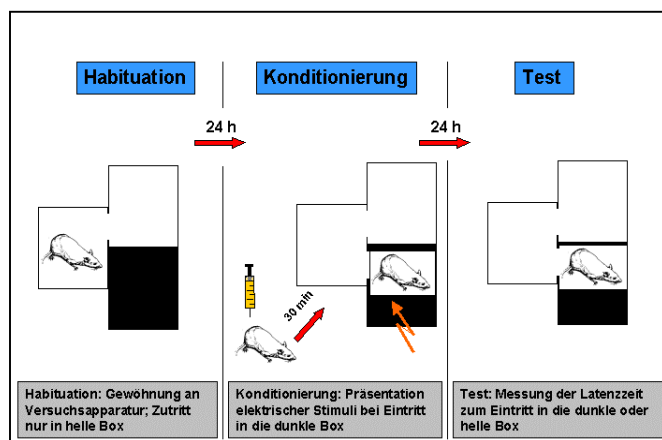 Habituation
Konditionierung
Test
24 h
24 h
30 min
Habituation: Gewöhnung an
Versuchsapparatur; Zutritt
nur in helle Box
Konditionierung: Präsentation
elektrischer Stimuli bei Eintritt
in die dunkle Box
Test: Messung der Latenzzeit
zum Eintritt in die dunkle oder
helle Box